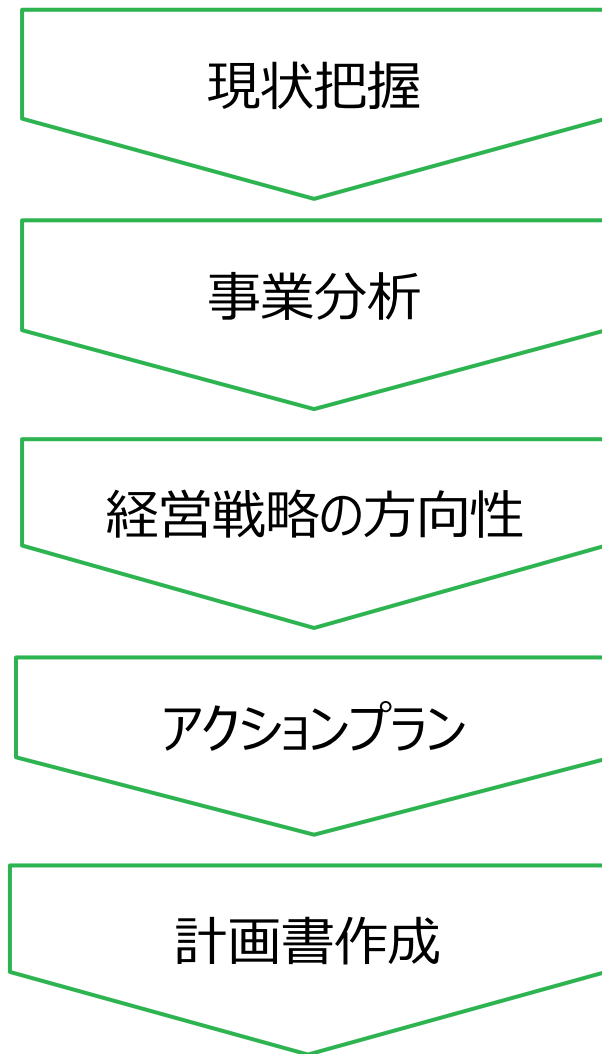 現状把握
事業分析
経営戦略の方向性
アクションプラン
計画書作成